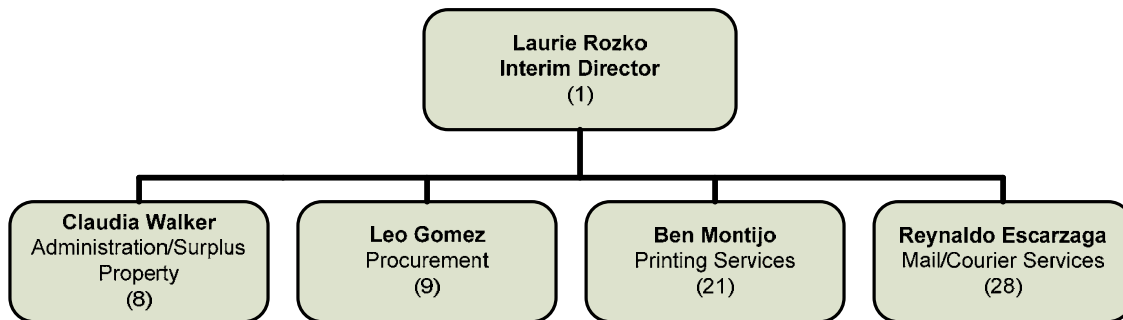 Laurie Rozko
Interim Director
(1)
Claudia Walker
Administration/Surplus
Property
(8)
Leo Gomez
Procurement
(9)
Ben Montijo
Printing Services
(21)
Reynaldo Escarzaga
Mail/Courier Services
(28)